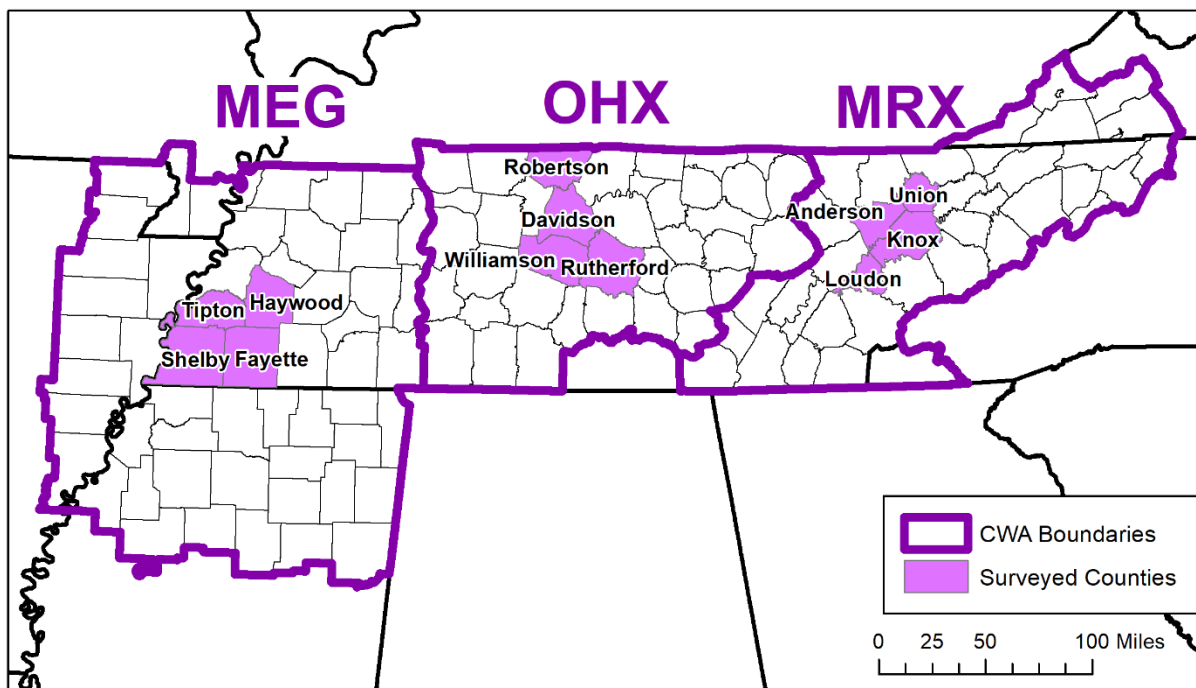 MEG
OHX
MRX
Robertson
Davidson
Williamson
Rutherford
Union
Anderson
Knox
Loudon
Haywood
Tipton
Shelby Fayette
CWA Boundaries
Surveyed Counties
0 25 50 100 Miles